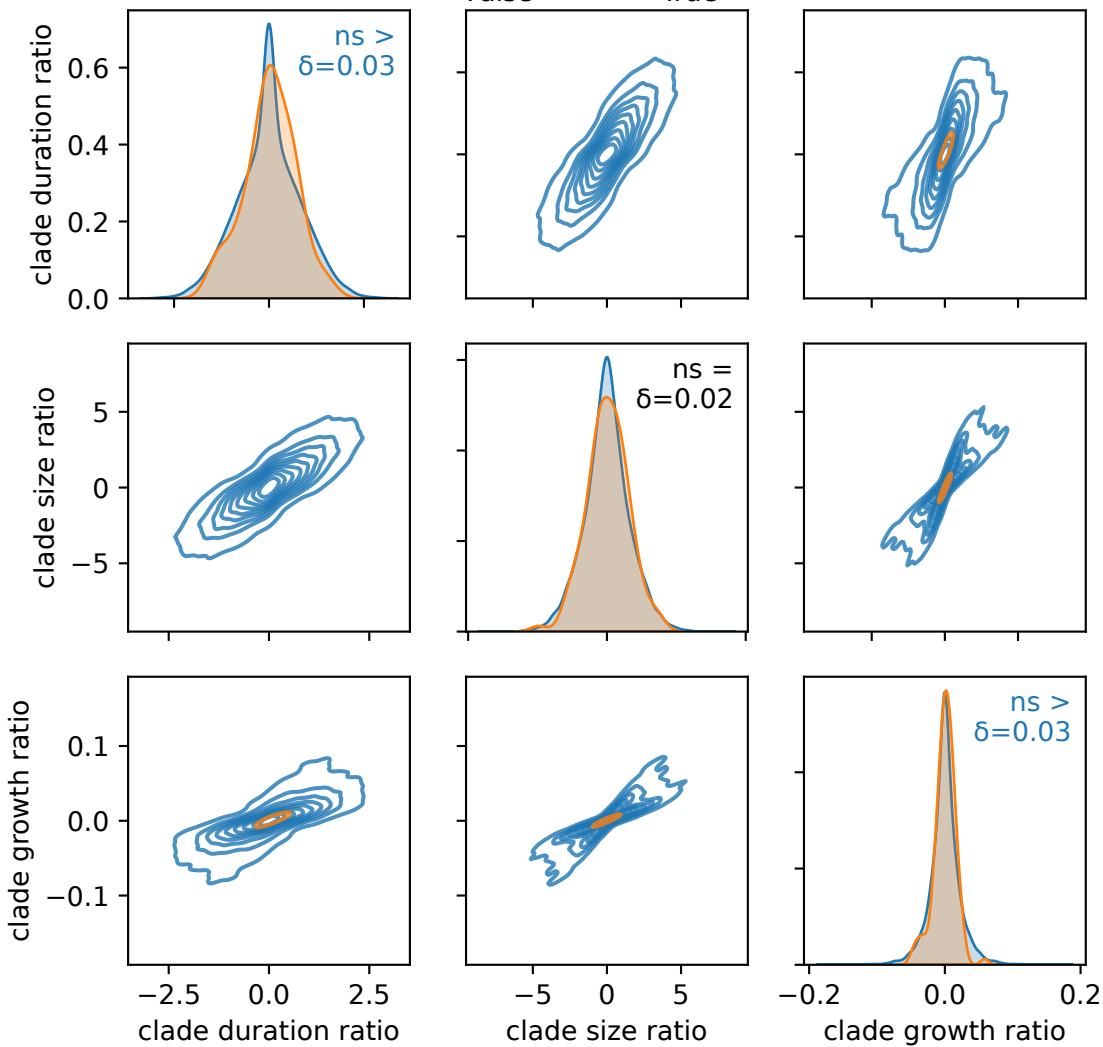 clade duration ratio
0.6
0.4
0.2
0.0
ns >
δ=0.03
clade size ratio
5
0
−5
ns =
δ=0.02
clade growth ratio
0.1
0.0
−0.1
ns >
δ=0.03
−2.5 0.0 2.5
−5 0 5
−0.2 0.0 0.2
clade duration ratio
clade size ratio
clade growth ratio